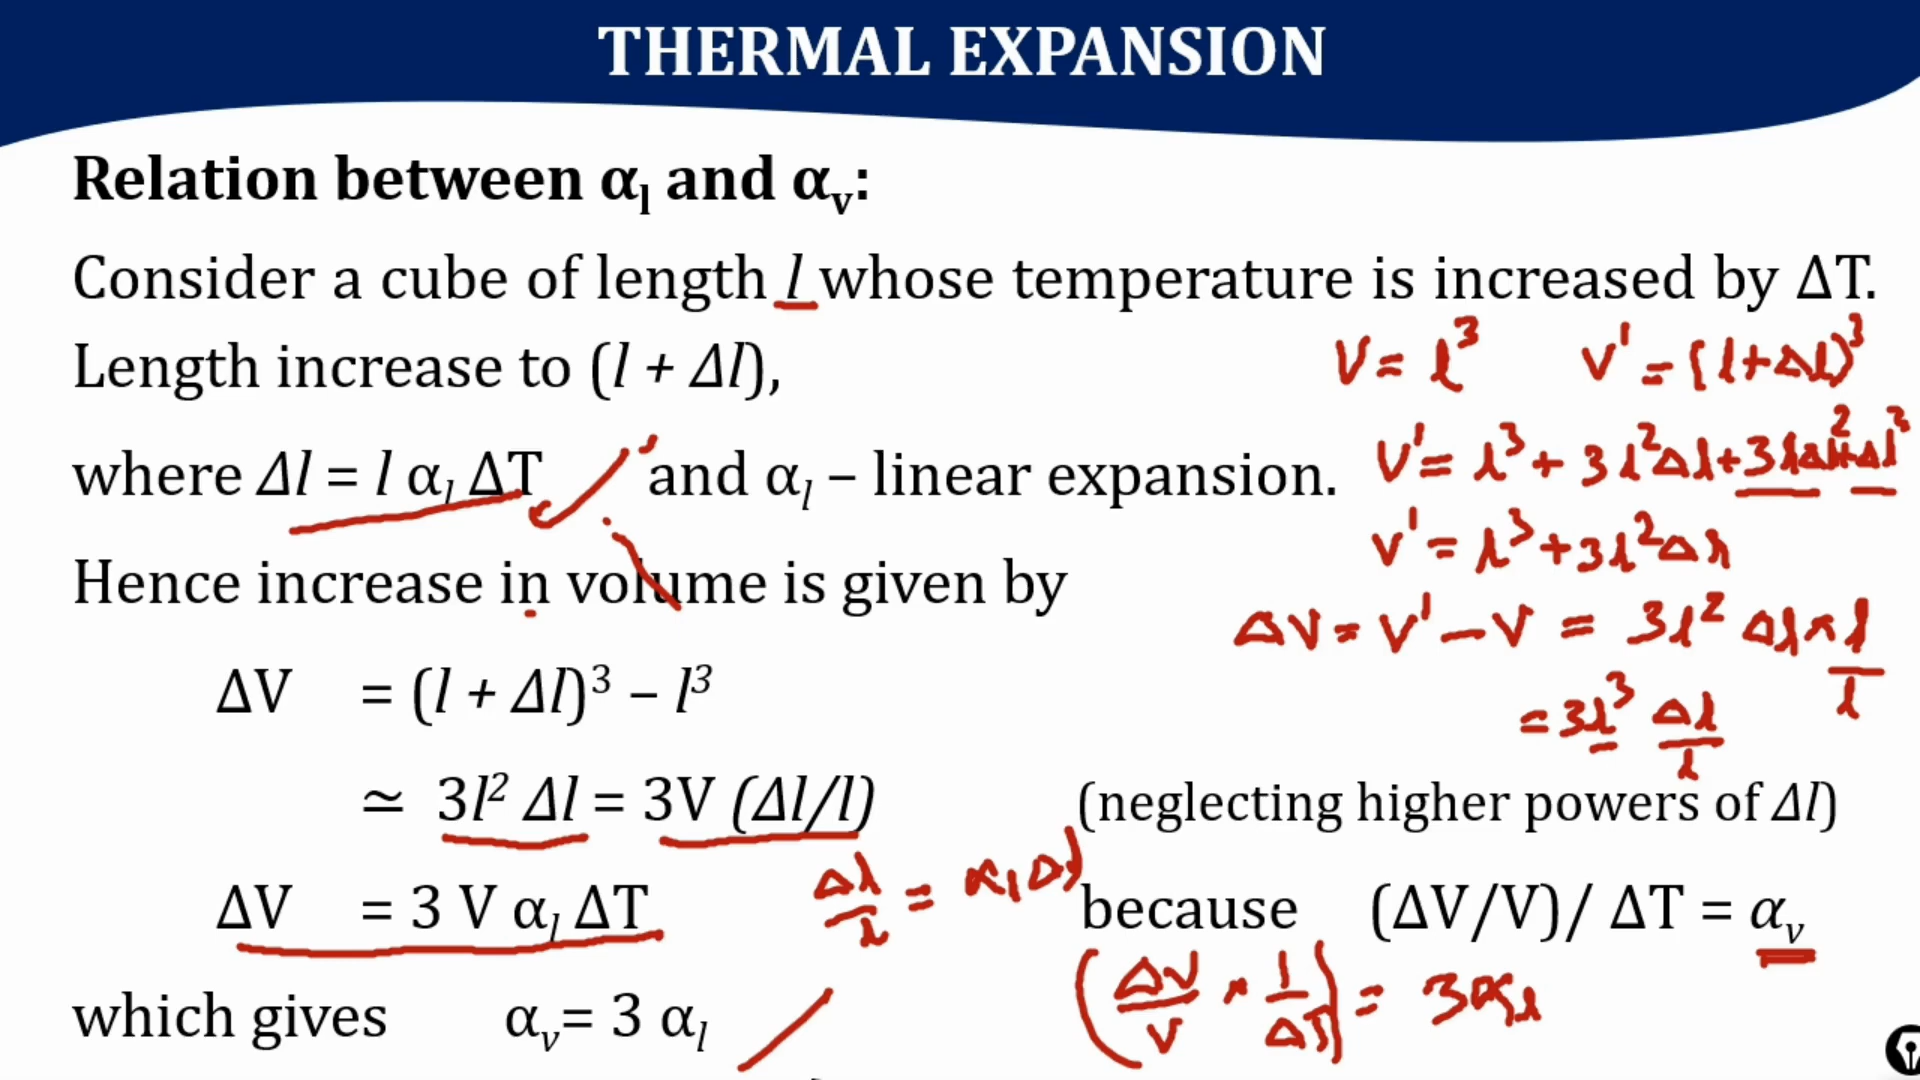 THERMAL EXPANSION
Relation between αₗ and αᵥ:
Consider a cube of length l whose temperature is increased by ΔT.
Length increase to (l + Δl),
V = l³ V' = (l+Δl)³
where Δl = l αₗ ΔT and αₗ – linear expansion.
V' = l³ + 3l²Δl + 3lΔl² + Δl³
V' = l³ + 3l²Δl
Hence increase in volume is given by
ΔV = V' – V = 3l² Δl × l/l
ΔV = (l + Δl)³ – l³
= 3l³ Δl/l
≃ 3l² Δl = 3V (Δl/l) (neglecting higher powers of Δl)
Δl/l = αₗ ΔT
ΔV = 3 V αₗ ΔT because (ΔV/V)/ ΔT = αᵥ
(ΔV/V × 1/ΔT) = 3αₗ
which gives αᵥ= 3 αₗ